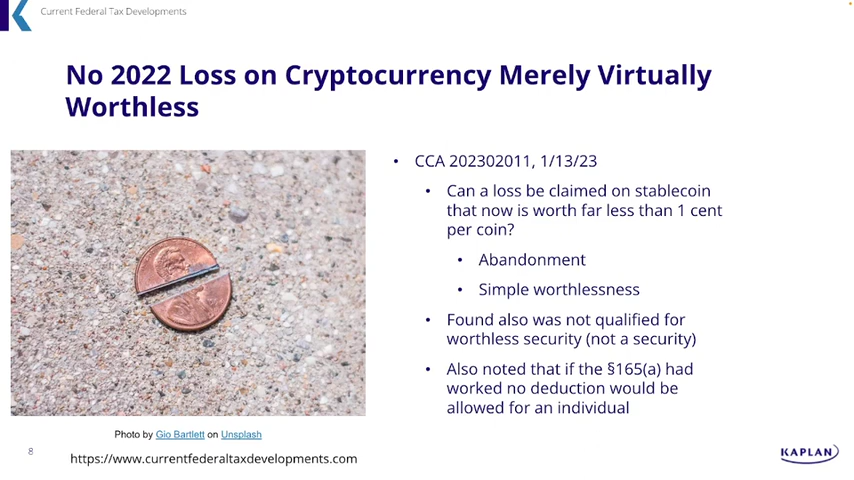 Current Federal Tax Developments
No 2022 Loss on Cryptocurrency Merely Virtually
Worthless
• CCA 202302011, 1/13/23
• Can a loss be claimed on stablecoin
that now is worth far less than 1 cent
per coin?
• Abandonment
• Simple worthlessness
• Found also was not qualified for
worthless security (not a security)
• Also noted that if the §165(a) had
worked no deduction would be
allowed for an individual
Photo by Gio Bartlett on Unsplash
8
https://www.currentfederaltaxdevelopments.com
KAPLAN